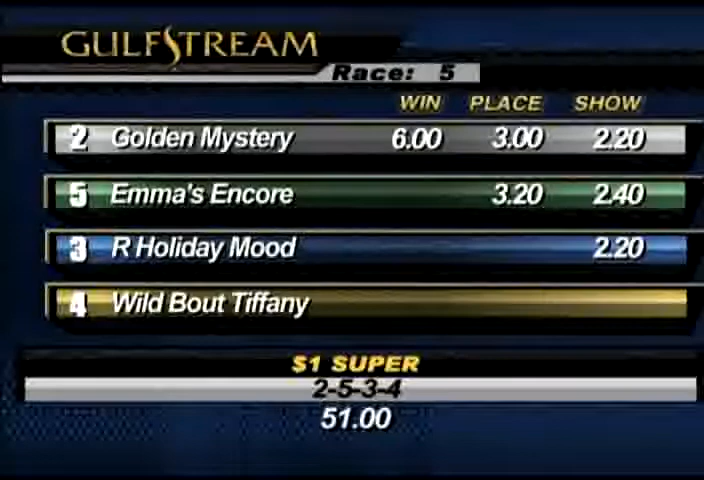 GULFSTREAM
Race: 5
WIN PLACE SHOW
2 Golden Mystery 6.00 3.00 2.20
5 Emma's Encore 3.20 2.40
3 R Holiday Mood 2.20
4 Wild Bout Tiffany
$1 SUPER
2-5-3-4
51.00